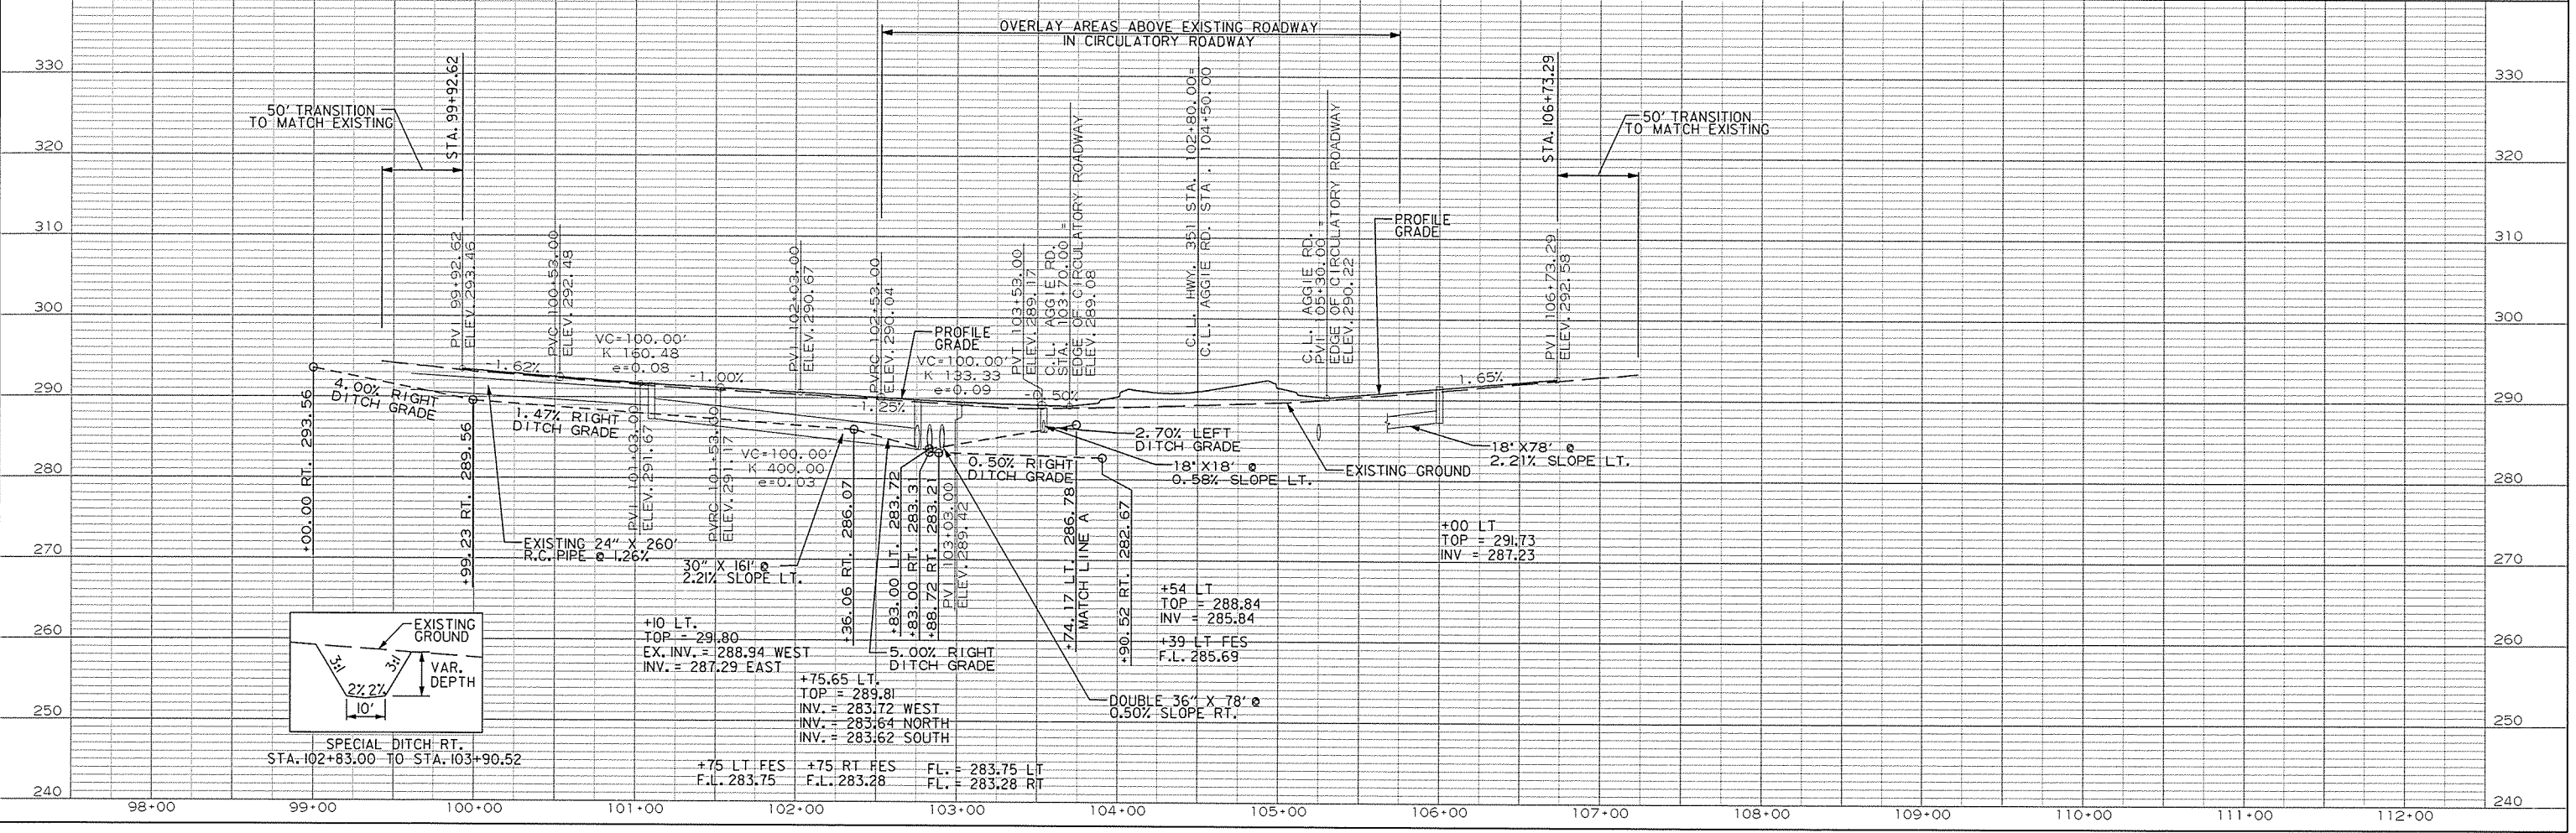 OVERLAY AREAS ABOVE EXISTING ROADWAY
IN CIRCULATORY ROADWAY
330
320
310
300
290
280
270
260
250
240
50' TRANSITION
TO MATCH EXISTING
STA. 99+92.62
PVI 99+92.62
ELEV. 293.46
PVC 100+53.00
ELEV. 292.48
VC=100.00'
K 160.48
e=0.08
-1.62%
-1.00%
PVI 102+03.00
ELEV. 290.67
PVRC 102+53.00
ELEV. 290.04
PROFILE
GRADE
VC=100.00'
K 133.33
e=0.09
-1.25%
PVT 103+53.00
ELEV. 289.17
C.L. AGGIE RD.
STA. 103+70.00 =
EDGE OF CIRCULATORY ROADWAY
ELEV. 289.08
-0.50%
C.L. HWY. 351 STA. 102+80.00=
C.L. AGGIE RD. STA. 104+50.00
C.L. AGGIE RD.
PVI 105+30.00 =
EDGE OF CIRCULATORY ROADWAY
ELEV. 290.22
PROFILE
GRADE
STA. 106+73.29
PVI 106+73.29
ELEV. 292.58
50' TRANSITION
TO MATCH EXISTING
1.65%
330
320
310
300
290
280
270
260
250
240
4.00% RIGHT
DITCH GRADE
1.47% RIGHT
DITCH GRADE
+00.00 RT. 293.56
+99.23 RT. 289.56
PVI 101+03.00
ELEV. 291.67
PVRC 101+53.00
ELEV. 291.17
VC=100.00'
K 400.00
e=0.03
EXISTING 24" X 260'
R.C. PIPE @ 1.26%
30" X 161' @
2.21% SLOPE LT.
+36.06 RT. 286.07
+83.00 LT. 283.72
+83.00 RT. 283.31
+88.72 RT. 283.21
PVI 103+03.00
ELEV. 289.42
0.50% RIGHT
DITCH GRADE
2.70% LEFT
DITCH GRADE
18" X18' @
0.58% SLOPE LT.
+74.17 LT. 286.78
MATCH LINE A
+90.52 RT. 282.67
EXISTING GROUND
18" X78' @
2.21% SLOPE LT.
+00 LT
TOP = 291.73
INV = 287.23
+54 LT
TOP = 288.84
INV = 285.84
+39 LT FES
F.L. 285.69
+10 LT.
TOP = 291.80
EX. INV. = 288.94 WEST
INV. = 287.29 EAST
5.00% RIGHT
DITCH GRADE
+75.65 LT.
TOP = 289.81
INV. = 283.72 WEST
INV. = 283.64 NORTH
INV. = 283.62 SOUTH
DOUBLE 36" X 78' @
0.50% SLOPE RT.
+75 LT FES
F.L. 283.75
+75 RT FES
F.L. 283.28
FL. = 283.75 LT
FL. = 283.28 RT
EXISTING
GROUND
3:1
3:1
VAR.
DEPTH
2% 2%
10'
SPECIAL DITCH RT.
STA. 102+83.00 TO STA. 103+90.52
98+00
99+00
100+00
101+00
102+00
103+00
104+00
105+00
106+00
107+00
108+00
109+00
110+00
111+00
112+00